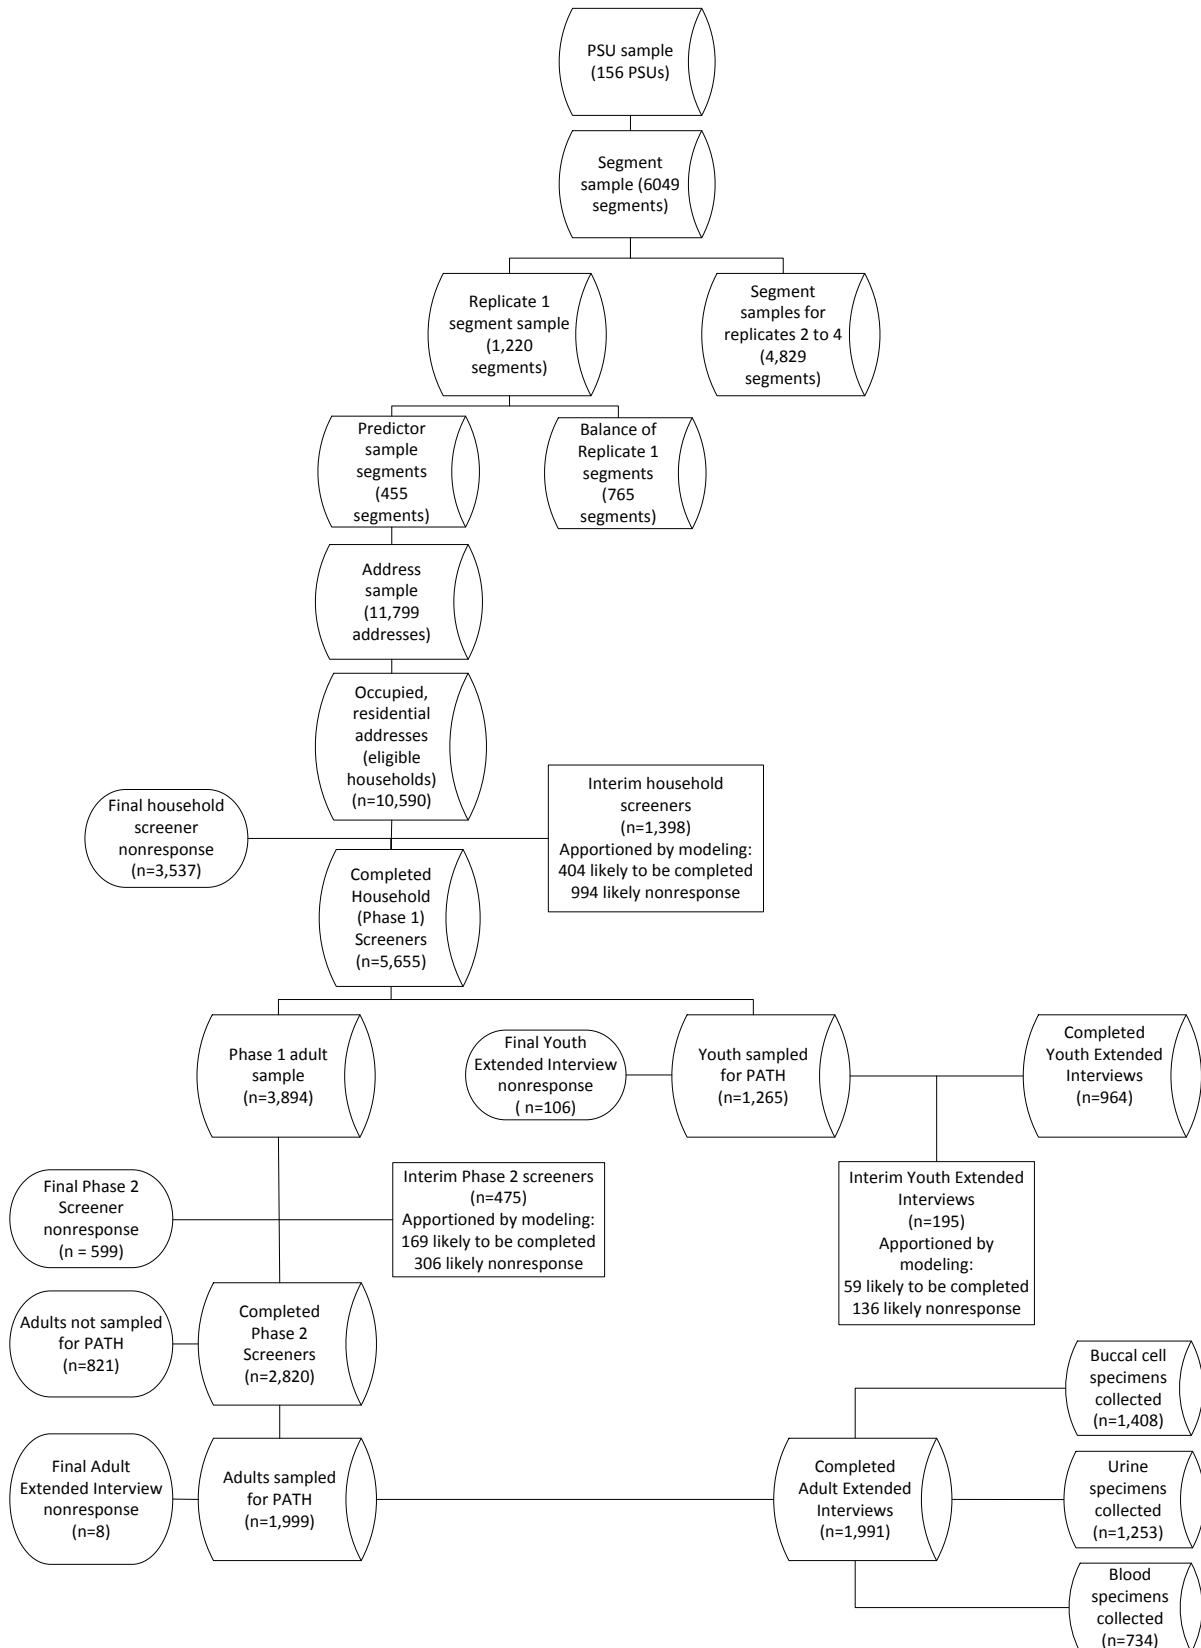 PSU sample
(156 PSUs)
Segment
sample (6049
segments)
Replicate 1
segment sample
(1,220
segments)
Segment
samples for
replicates 2 to 4
(4,829
segments)
Predictor
sample
segments
(455
segments)
Balance of
Replicate 1
segments
(765
segments)
Address
sample
(11,799
addresses)
Occupied,
residential
addresses
(eligible
households)
(n=10,590)
Final household
screener
nonresponse
(n=3,537)
Interim household
screeners
(n=1,398)
Apportioned by modeling:
404 likely to be completed
994 likely nonresponse
Completed
Household
(Phase 1)
Screeners
(n=5,655)
Phase 1 adult
sample
(n=3,894)
Final Youth
Extended Interview
nonresponse
( n=106)
Youth sampled
for PATH
(n=1,265)
Completed
Youth Extended
Interviews
(n=964)
Final Phase 2
Screener
nonresponse
(n = 599)
Interim Phase 2 screeners
(n=475)
Apportioned by modeling:
169 likely to be completed
306 likely nonresponse
Interim Youth Extended
Interviews
(n=195)
Apportioned by
modeling:
59 likely to be completed
136 likely nonresponse
Adults not sampled
for PATH
(n=821)
Completed
Phase 2
Screeners
(n=2,820)
Buccal cell
specimens
collected
(n=1,408)
Final Adult
Extended Interview
nonresponse
(n=8)
Adults sampled
for PATH
(n=1,999)
Completed
Adult Extended
Interviews
(n=1,991)
Urine
specimens
collected
(n=1,253)
Blood
specimens
collected
(n=734)